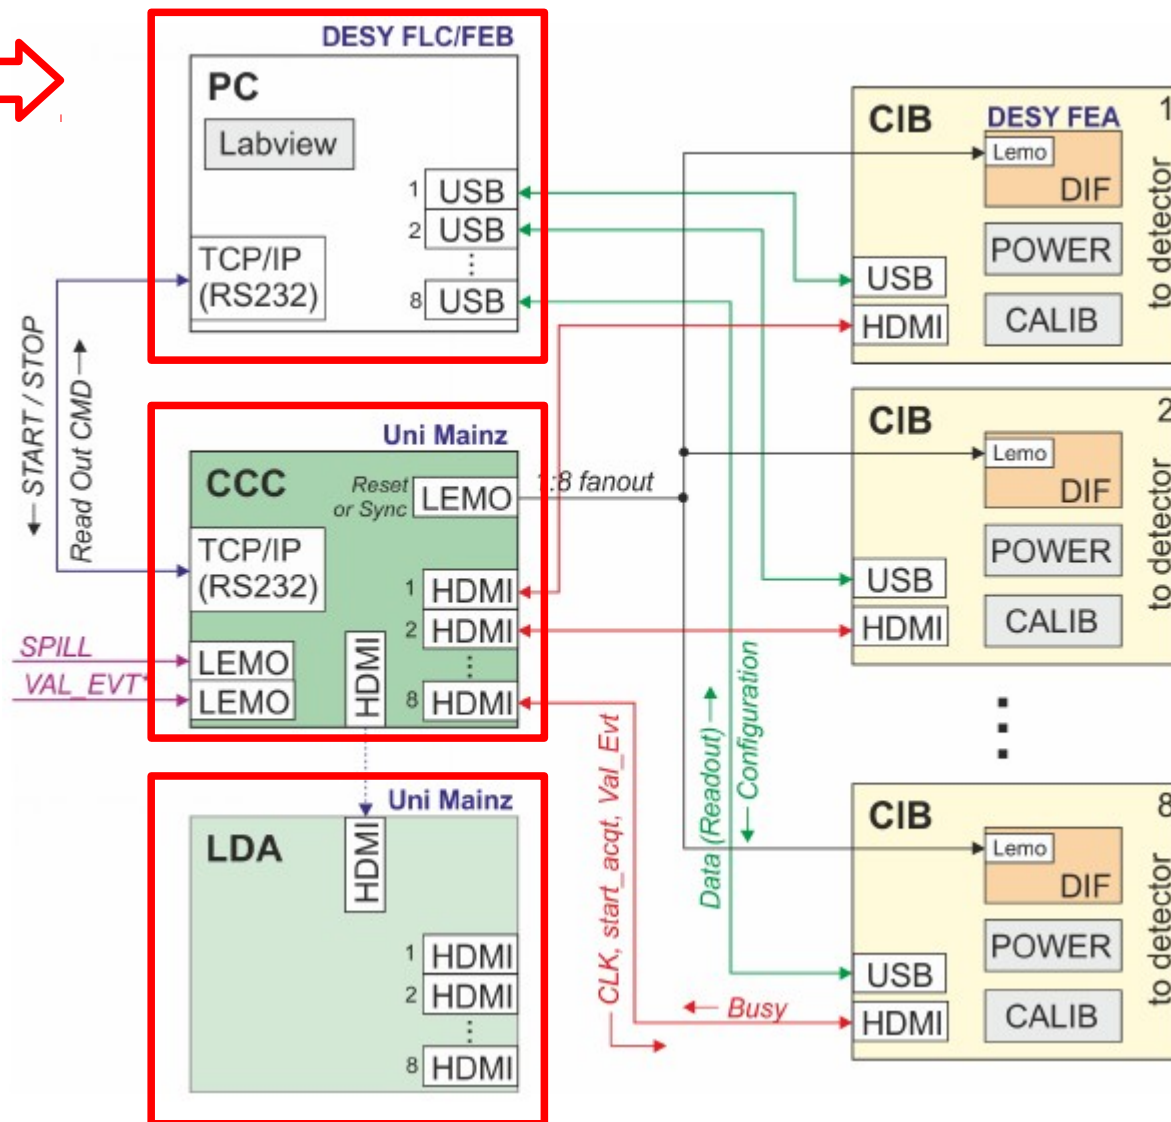 DESY FLC/FEB
PC
Labview
1 USB
2 USB
8 USB
TCP/IP
(RS232)
← START / STOP
Read Out CMD →
Uni Mainz
CCC
Reset
or Sync
LEMO
1:8 fanout
TCP/IP
(RS232)
1 HDMI
2 HDMI
8 HDMI
HDMI
SPILL
LEMO
VAL_EVT*
LEMO
Uni Mainz
LDA
HDMI
1 HDMI
2 HDMI
8 HDMI
CLK, start_acqt, Val_Evt
← Busy
Data (Readout) →
← Configuration
CIB
DESY FEA
1
Lemo
DIF
POWER
CALIB
USB
HDMI
to detector
CIB
2
Lemo
DIF
POWER
CALIB
USB
HDMI
to detector
CIB
8
Lemo
DIF
POWER
CALIB
USB
HDMI
to detector